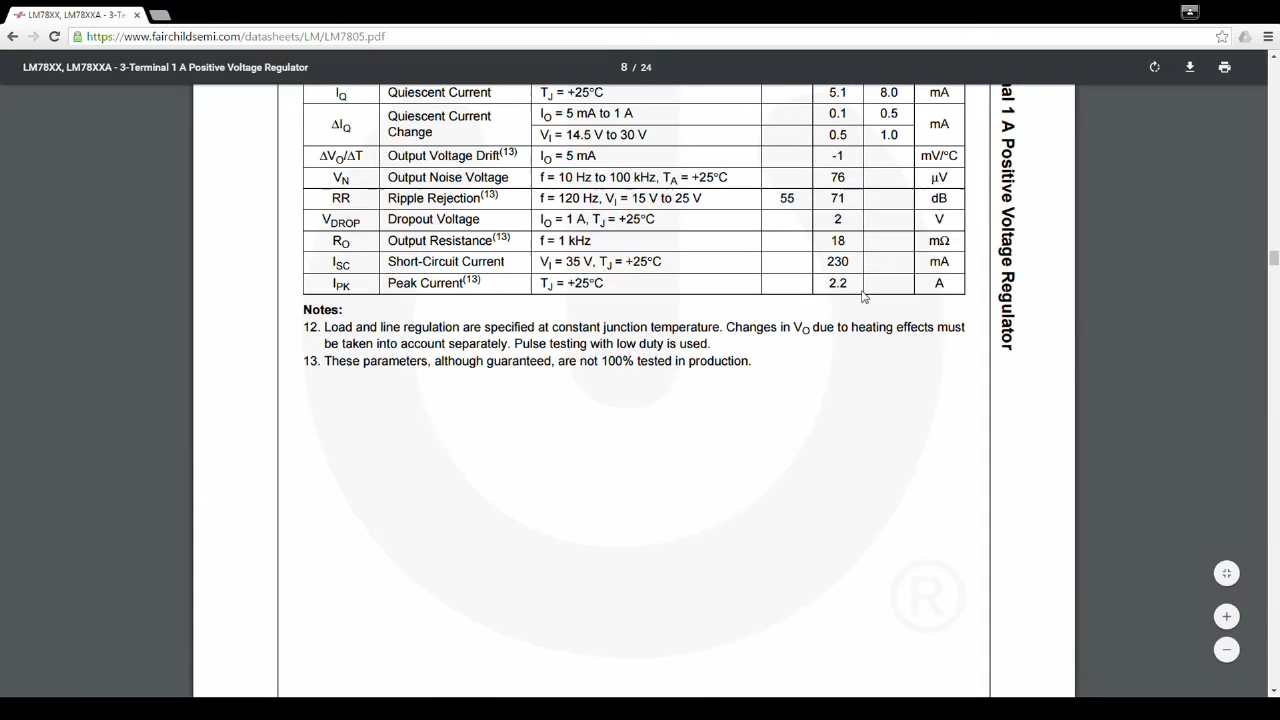 LM78XX, LM78XXA - 3-Te
https://www.fairchildsemi.com/datasheets/LM/LM7805.pdf
LM78XX, LM78XXA - 3-Terminal 1 A Positive Voltage Regulator
8 / 24
IQ Quiescent Current TJ = +25°C 5.1 8.0 mA
ΔIQ Quiescent Current Change IO = 5 mA to 1 A 0.1 0.5 mA
VI = 14.5 V to 30 V 0.5 1.0
ΔVO/ΔT Output Voltage Drift(13) IO = 5 mA -1 mV/°C
VN Output Noise Voltage f = 10 Hz to 100 kHz, TA = +25°C 76 μV
RR Ripple Rejection(13) f = 120 Hz, VI = 15 V to 25 V 55 71 dB
VDROP Dropout Voltage IO = 1 A, TJ = +25°C 2 V
RO Output Resistance(13) f = 1 kHz 18 mΩ
ISC Short-Circuit Current VI = 35 V, TJ = +25°C 230 mA
IPK Peak Current(13) TJ = +25°C 2.2 A
Notes:
12. Load and line regulation are specified at constant junction temperature. Changes in VO due to heating effects must
be taken into account separately. Pulse testing with low duty is used.
13. These parameters, although guaranteed, are not 100% tested in production.
nal 1 A Positive Voltage Regulator
®